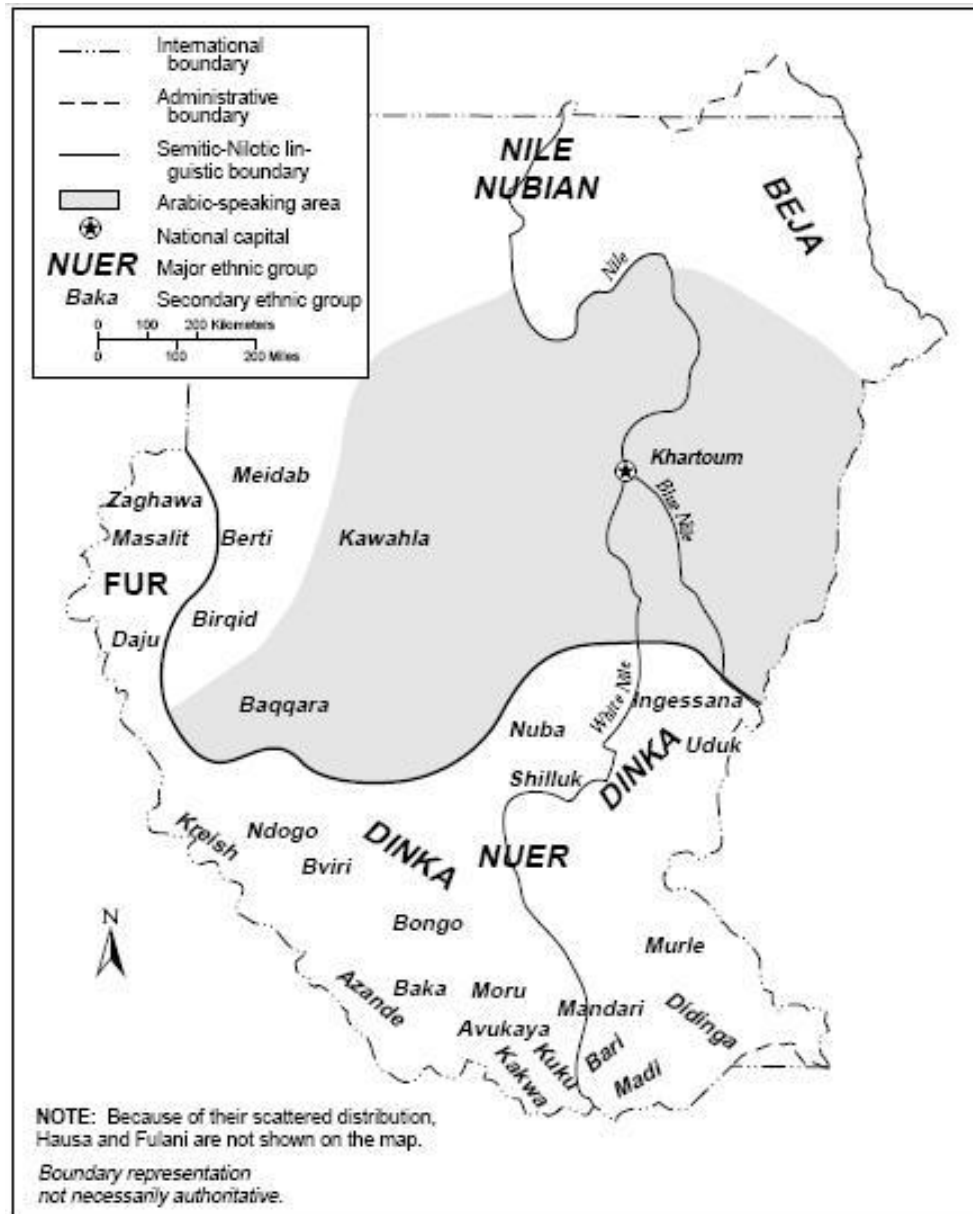 International
boundary
Administrative
boundary
Semitic-Nilotic lin-
guistic boundary
Arabic-speaking area
National capital
NUER
Major ethnic group
Baka
Secondary ethnic group
0 100 200 Kilometers
0 100 200 Miles
NILE
NUBIAN
BEJA
Nile
Khartoum
Blue Nile
Meidab
Zaghawa
Masalit
Berti
Kawahla
FUR
Birqid
Daju
Baqqara
White Nile
Ingessana
Nuba
Uduk
Shilluk
DINKA
Kreish
Ndogo
DINKA
NUER
Bviri
Bongo
N
Murle
Azande
Baka
Moru
Mandari
Didinga
Avukaya
Kuku
Bari
Kakwa
Madi
NOTE: Because of their scattered distribution,
Hausa and Fulani are not shown on the map.
Boundary representation
not necessarily authoritative.